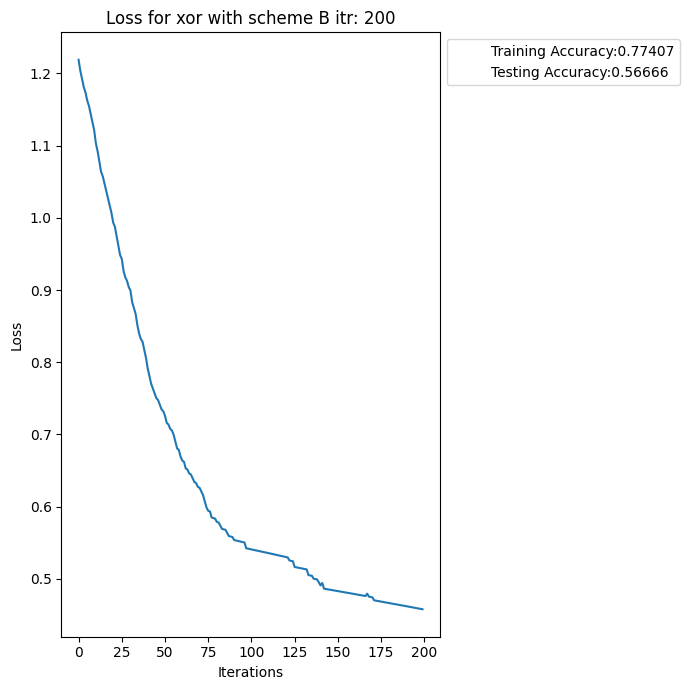 Loss for xor with scheme B itr: 200
Training Accuracy:0.77407
Testing Accuracy:0.56666
1.2
1.1
1.0
0.9
0.8
0.7
0.6
0.5
Loss
0 25 50 75 100 125 150 175 200
Iterations